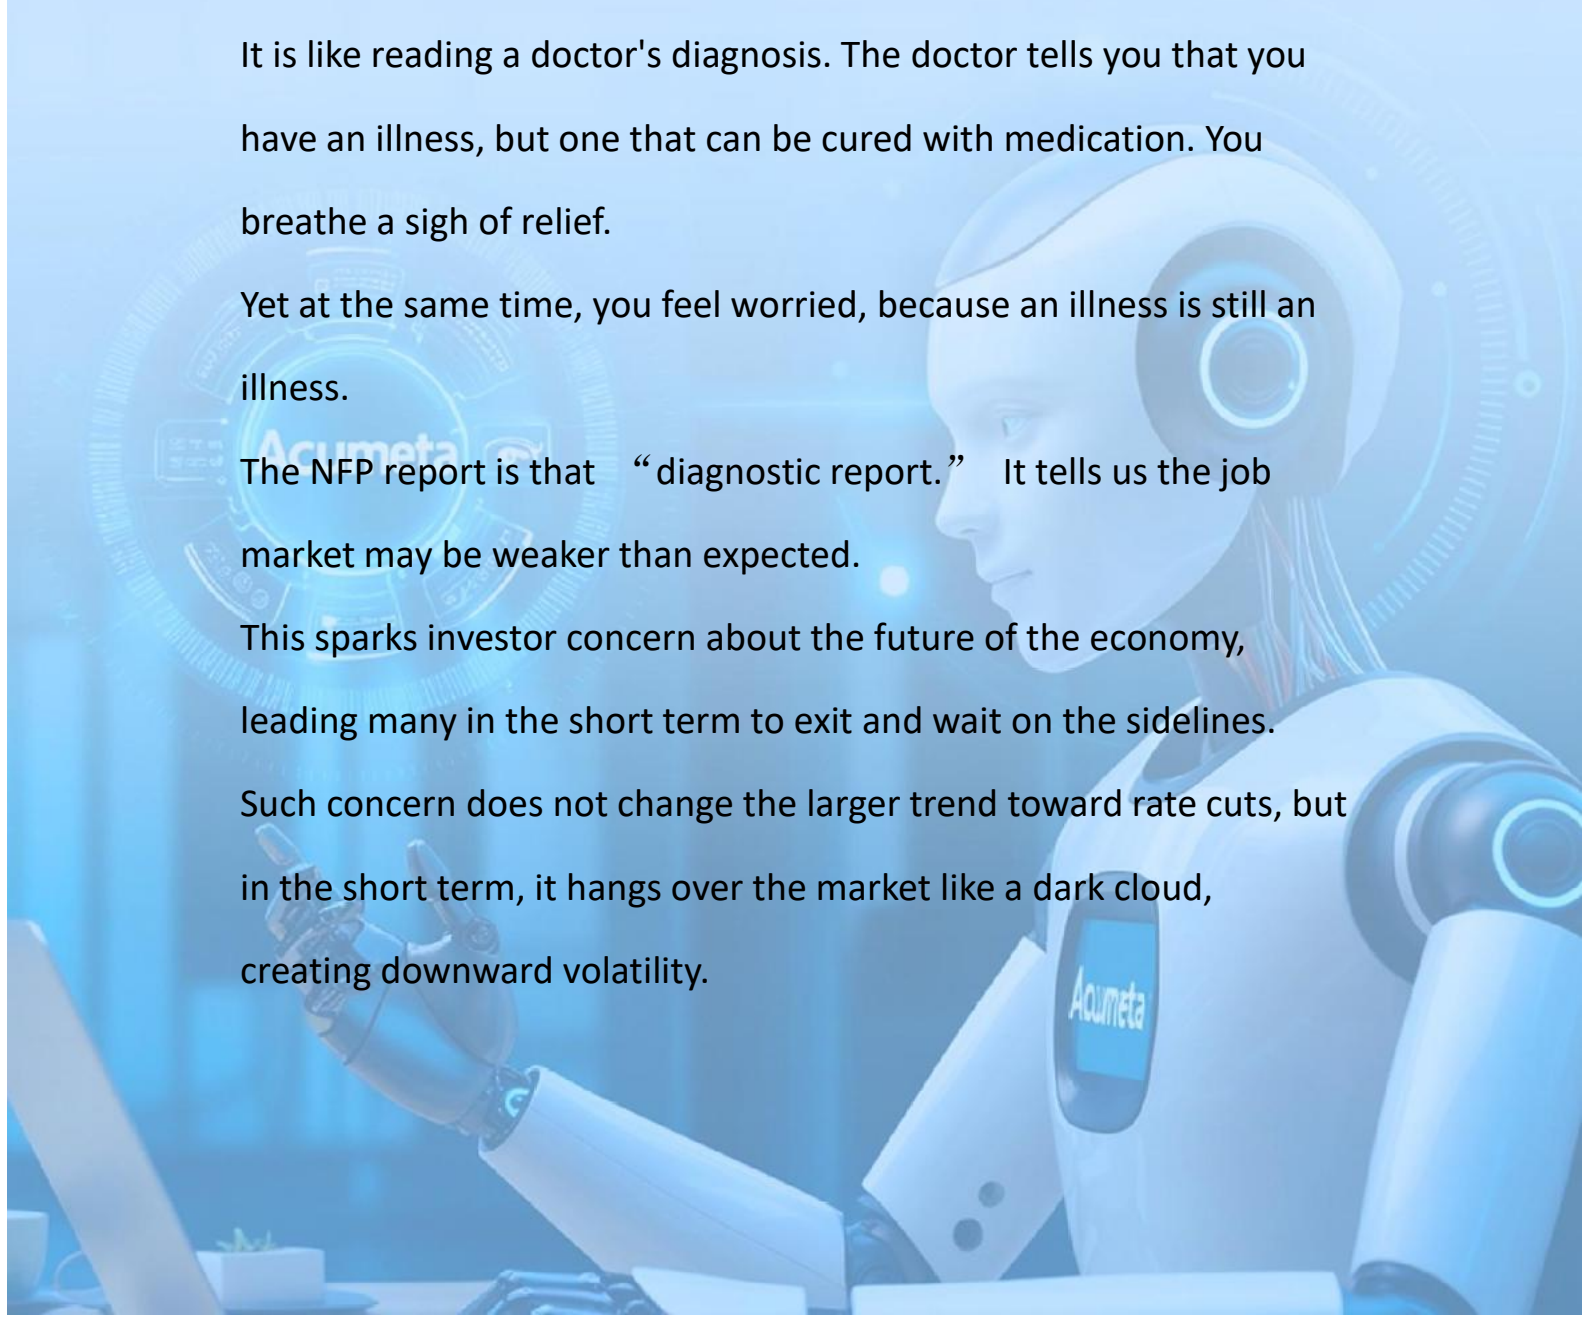 It is like reading a doctor's diagnosis. The doctor tells you that you
have an illness, but one that can be cured with medication. You
breathe a sigh of relief.
Yet at the same time, you feel worried, because an illness is still an
illness.
Acumeta
The NFP report is that “diagnostic report.” It tells us the job
market may be weaker than expected.
This sparks investor concern about the future of the economy,
leading many in the short term to exit and wait on the sidelines.
Such concern does not change the larger trend toward rate cuts, but
in the short term, it hangs over the market like a dark cloud,
creating downward volatility.
Acumeta